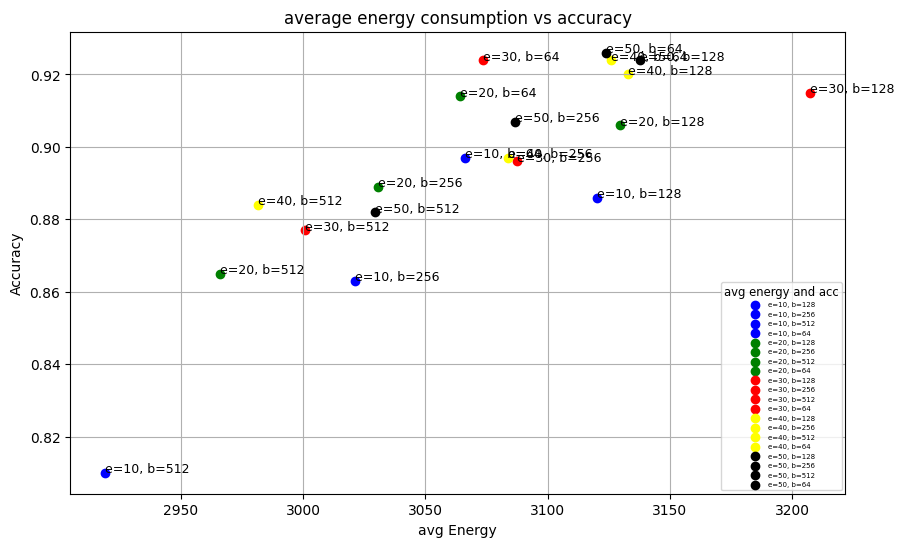 average energy consumption vs accuracy
e=50, b=64
e=30, b=64
e=40, b=64
e=50, b=128
e=40, b=128
e=30, b=128
e=20, b=64
e=50, b=256
e=20, b=128
e=10, b=64
e=40, b=256
e=30, b=256
e=20, b=256
e=10, b=128
e=40, b=512
e=50, b=512
e=30, b=512
e=20, b=512
e=10, b=256
e=10, b=512
0.92
0.90
0.88
0.86
0.84
0.82
Accuracy
2950
3000
3050
3100
3150
3200
avg Energy
avg energy and acc
e=10, b=128
e=10, b=256
e=10, b=512
e=10, b=64
e=20, b=128
e=20, b=256
e=20, b=512
e=20, b=64
e=30, b=128
e=30, b=256
e=30, b=512
e=30, b=64
e=40, b=128
e=40, b=256
e=40, b=512
e=40, b=64
e=50, b=128
e=50, b=256
e=50, b=512
e=50, b=64